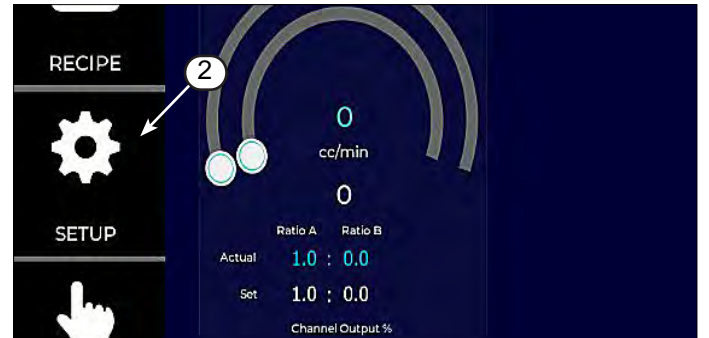 RECIPE
2
0
cc/min
0
SETUP
Ratio A Ratio B
Actual 1.0 : 0.0
Set 1.0 : 0.0
Channel Output %